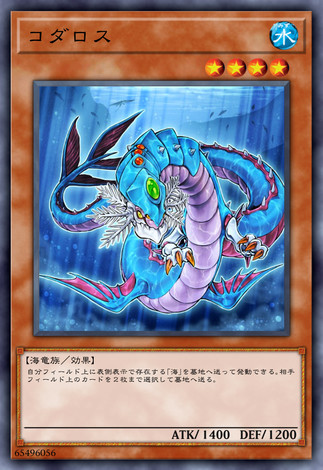 コダロス
水
【海竜族／効果】
自分フィールド上に表側表示で存在する「海」を墓地へ送って発動できる。相手
フィールド上のカードを２枚まで選択して墓地へ送る。
ATK/ 1400 DEF/ 1200
65496056